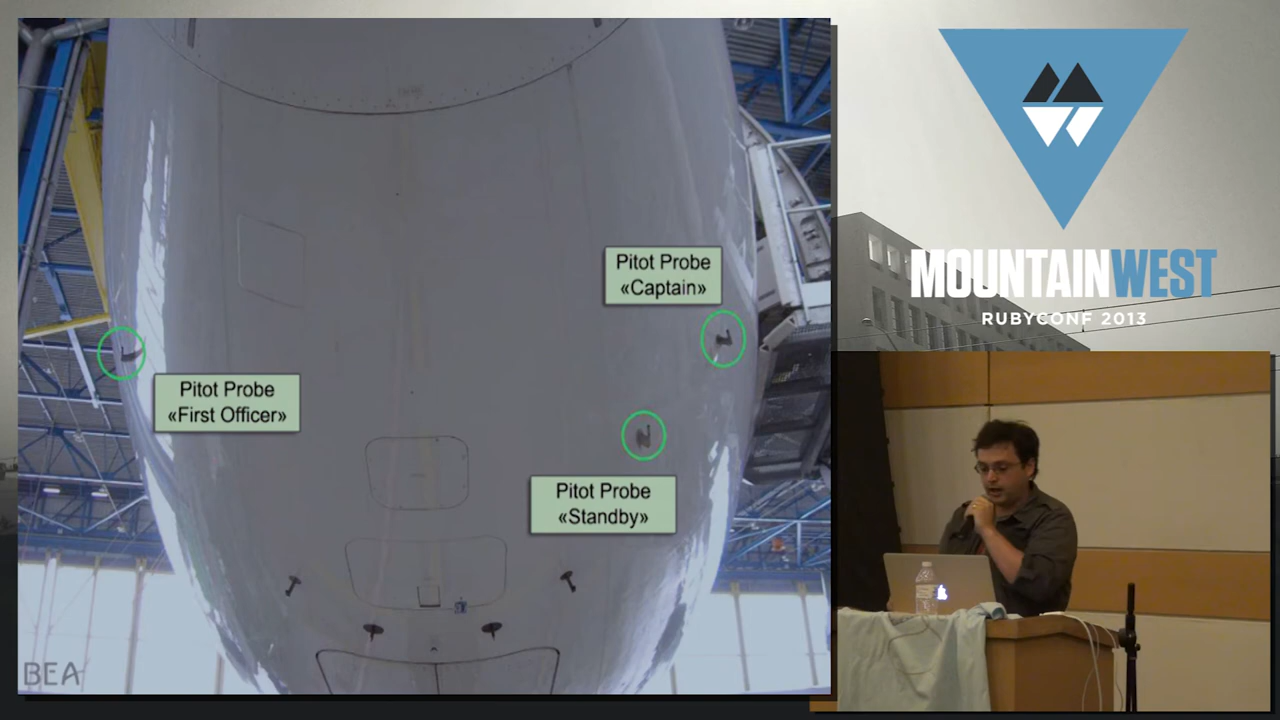 Pitot Probe
«Captain»
Pitot Probe
«First Officer»
Pitot Probe
«Standby»
BEA
MOUNTAINWEST
RUBYCONF 2013